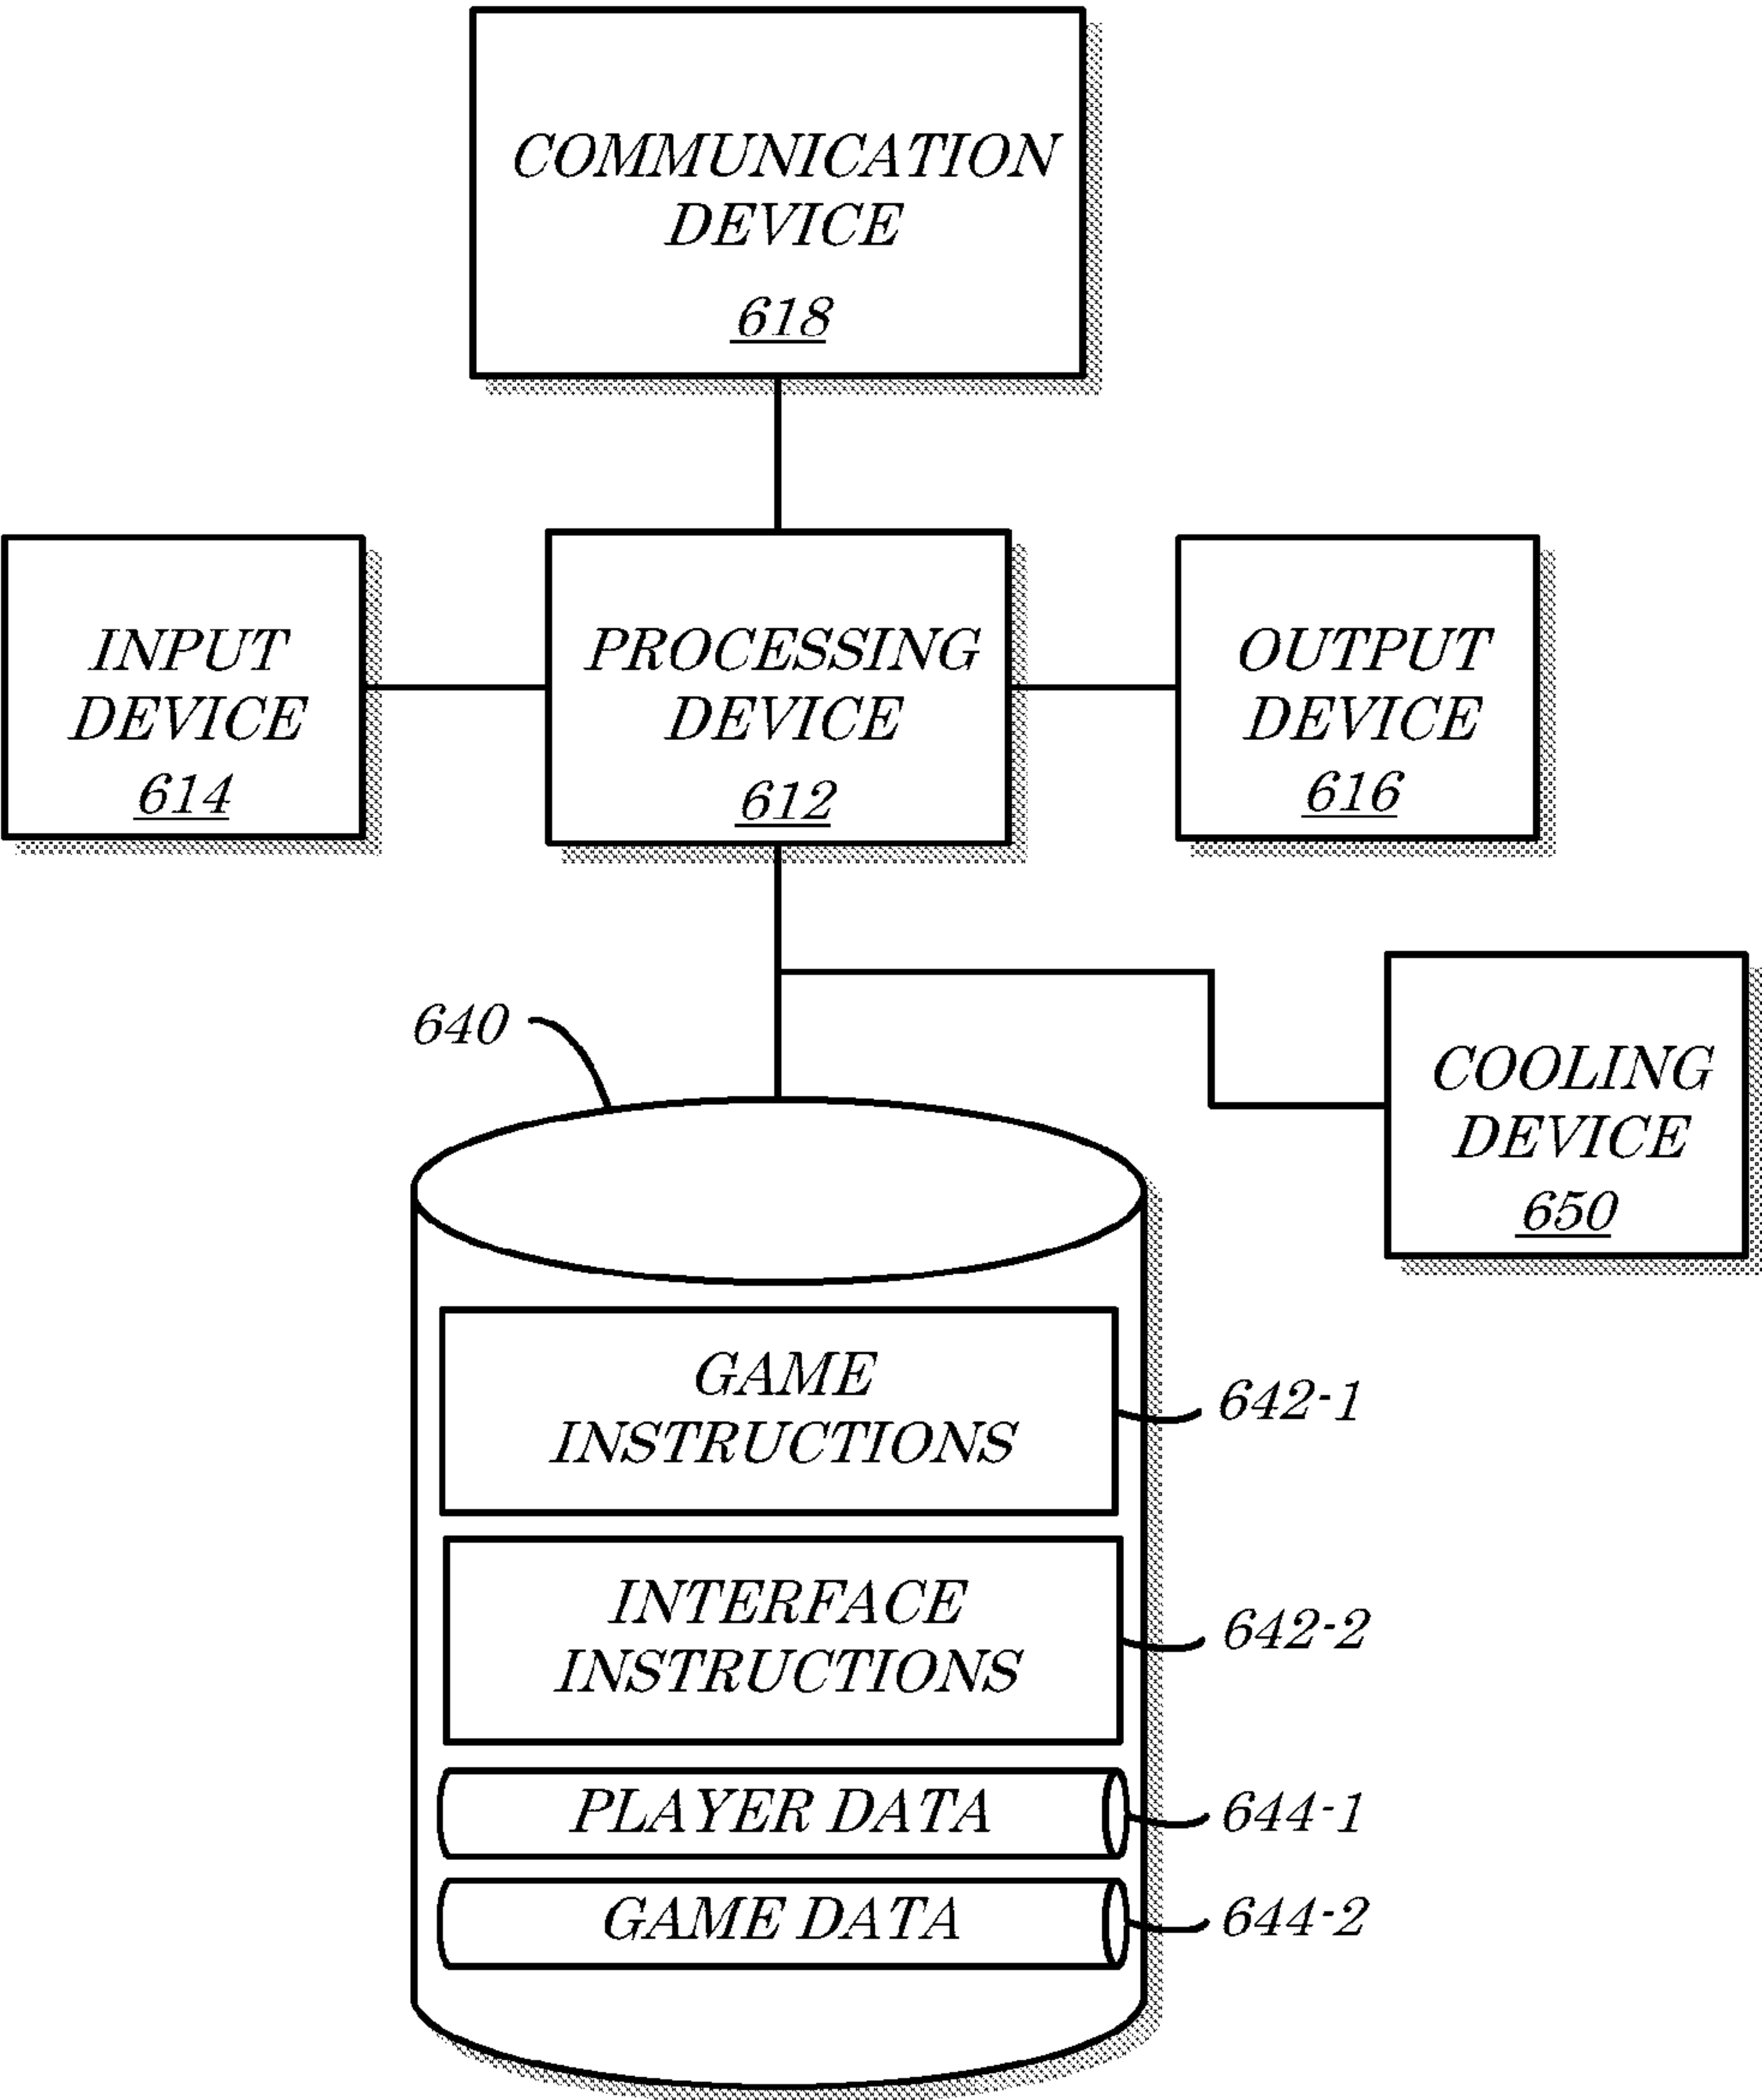 COMMUNICATION
DEVICE
618
INPUT
DEVICE
614
PROCESSING
DEVICE
612
OUTPUT
DEVICE
616
640
COOLING
DEVICE
650
GAME
INSTRUCTIONS
642-1
INTERFACE
INSTRUCTIONS
642-2
PLAYER DATA
644-1
GAME DATA
644-2